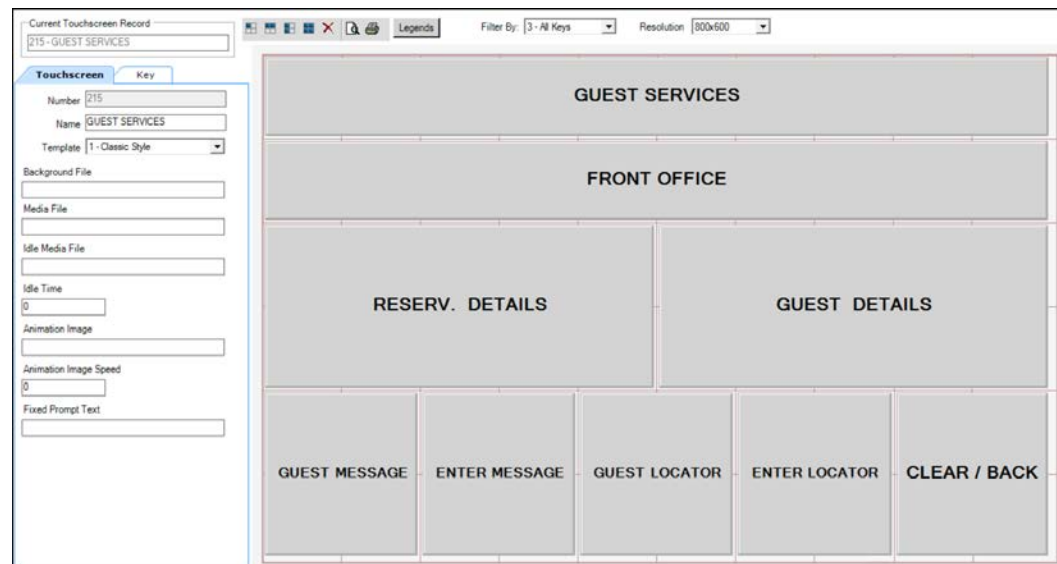 Current Touchscreen Record
215 - GUEST SERVICES
Legends
Filter By: 3 - All Keys
Resolution 800x600
Touchscreen
Key
Number 215
Name GUEST SERVICES
Template 1 - Classic Style
Background File
Media File
Idle Media File
Idle Time
0
Animation Image
Animation Image Speed
0
Fixed Prompt Text
GUEST SERVICES
FRONT OFFICE
RESERV. DETAILS
GUEST DETAILS
GUEST MESSAGE
ENTER MESSAGE
GUEST LOCATOR
ENTER LOCATOR
CLEAR / BACK